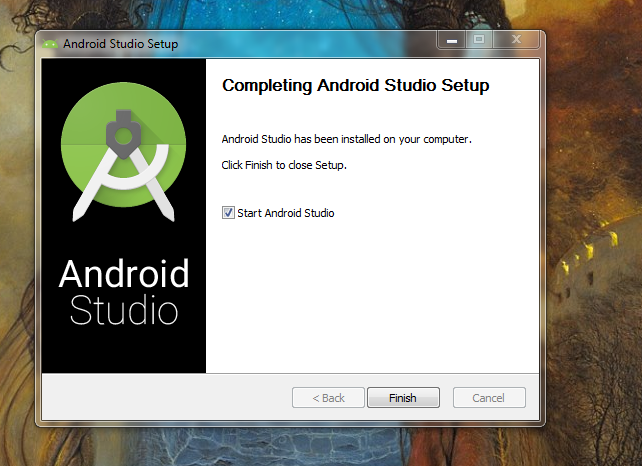 Android Studio Setup
Completing Android Studio Setup
Android Studio has been installed on your computer.
Click Finish to close Setup.
Start Android Studio
Android
Studio
< Back
Finish
Cancel